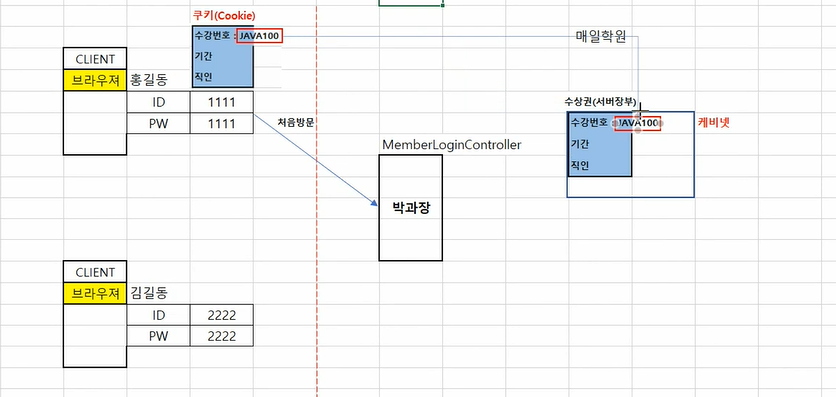 쿠키(Cookie)
수강번호 : JAVA100
기간
직인
매일학원
CLIENT
브라우져 홍길동
ID 1111
PW 1111
처음방문
수상권(서버장부)
수강번호 : JAVA100
기간
직인
케비넷
MemberLoginController
박과장
CLIENT
브라우져 김길동
ID 2222
PW 2222